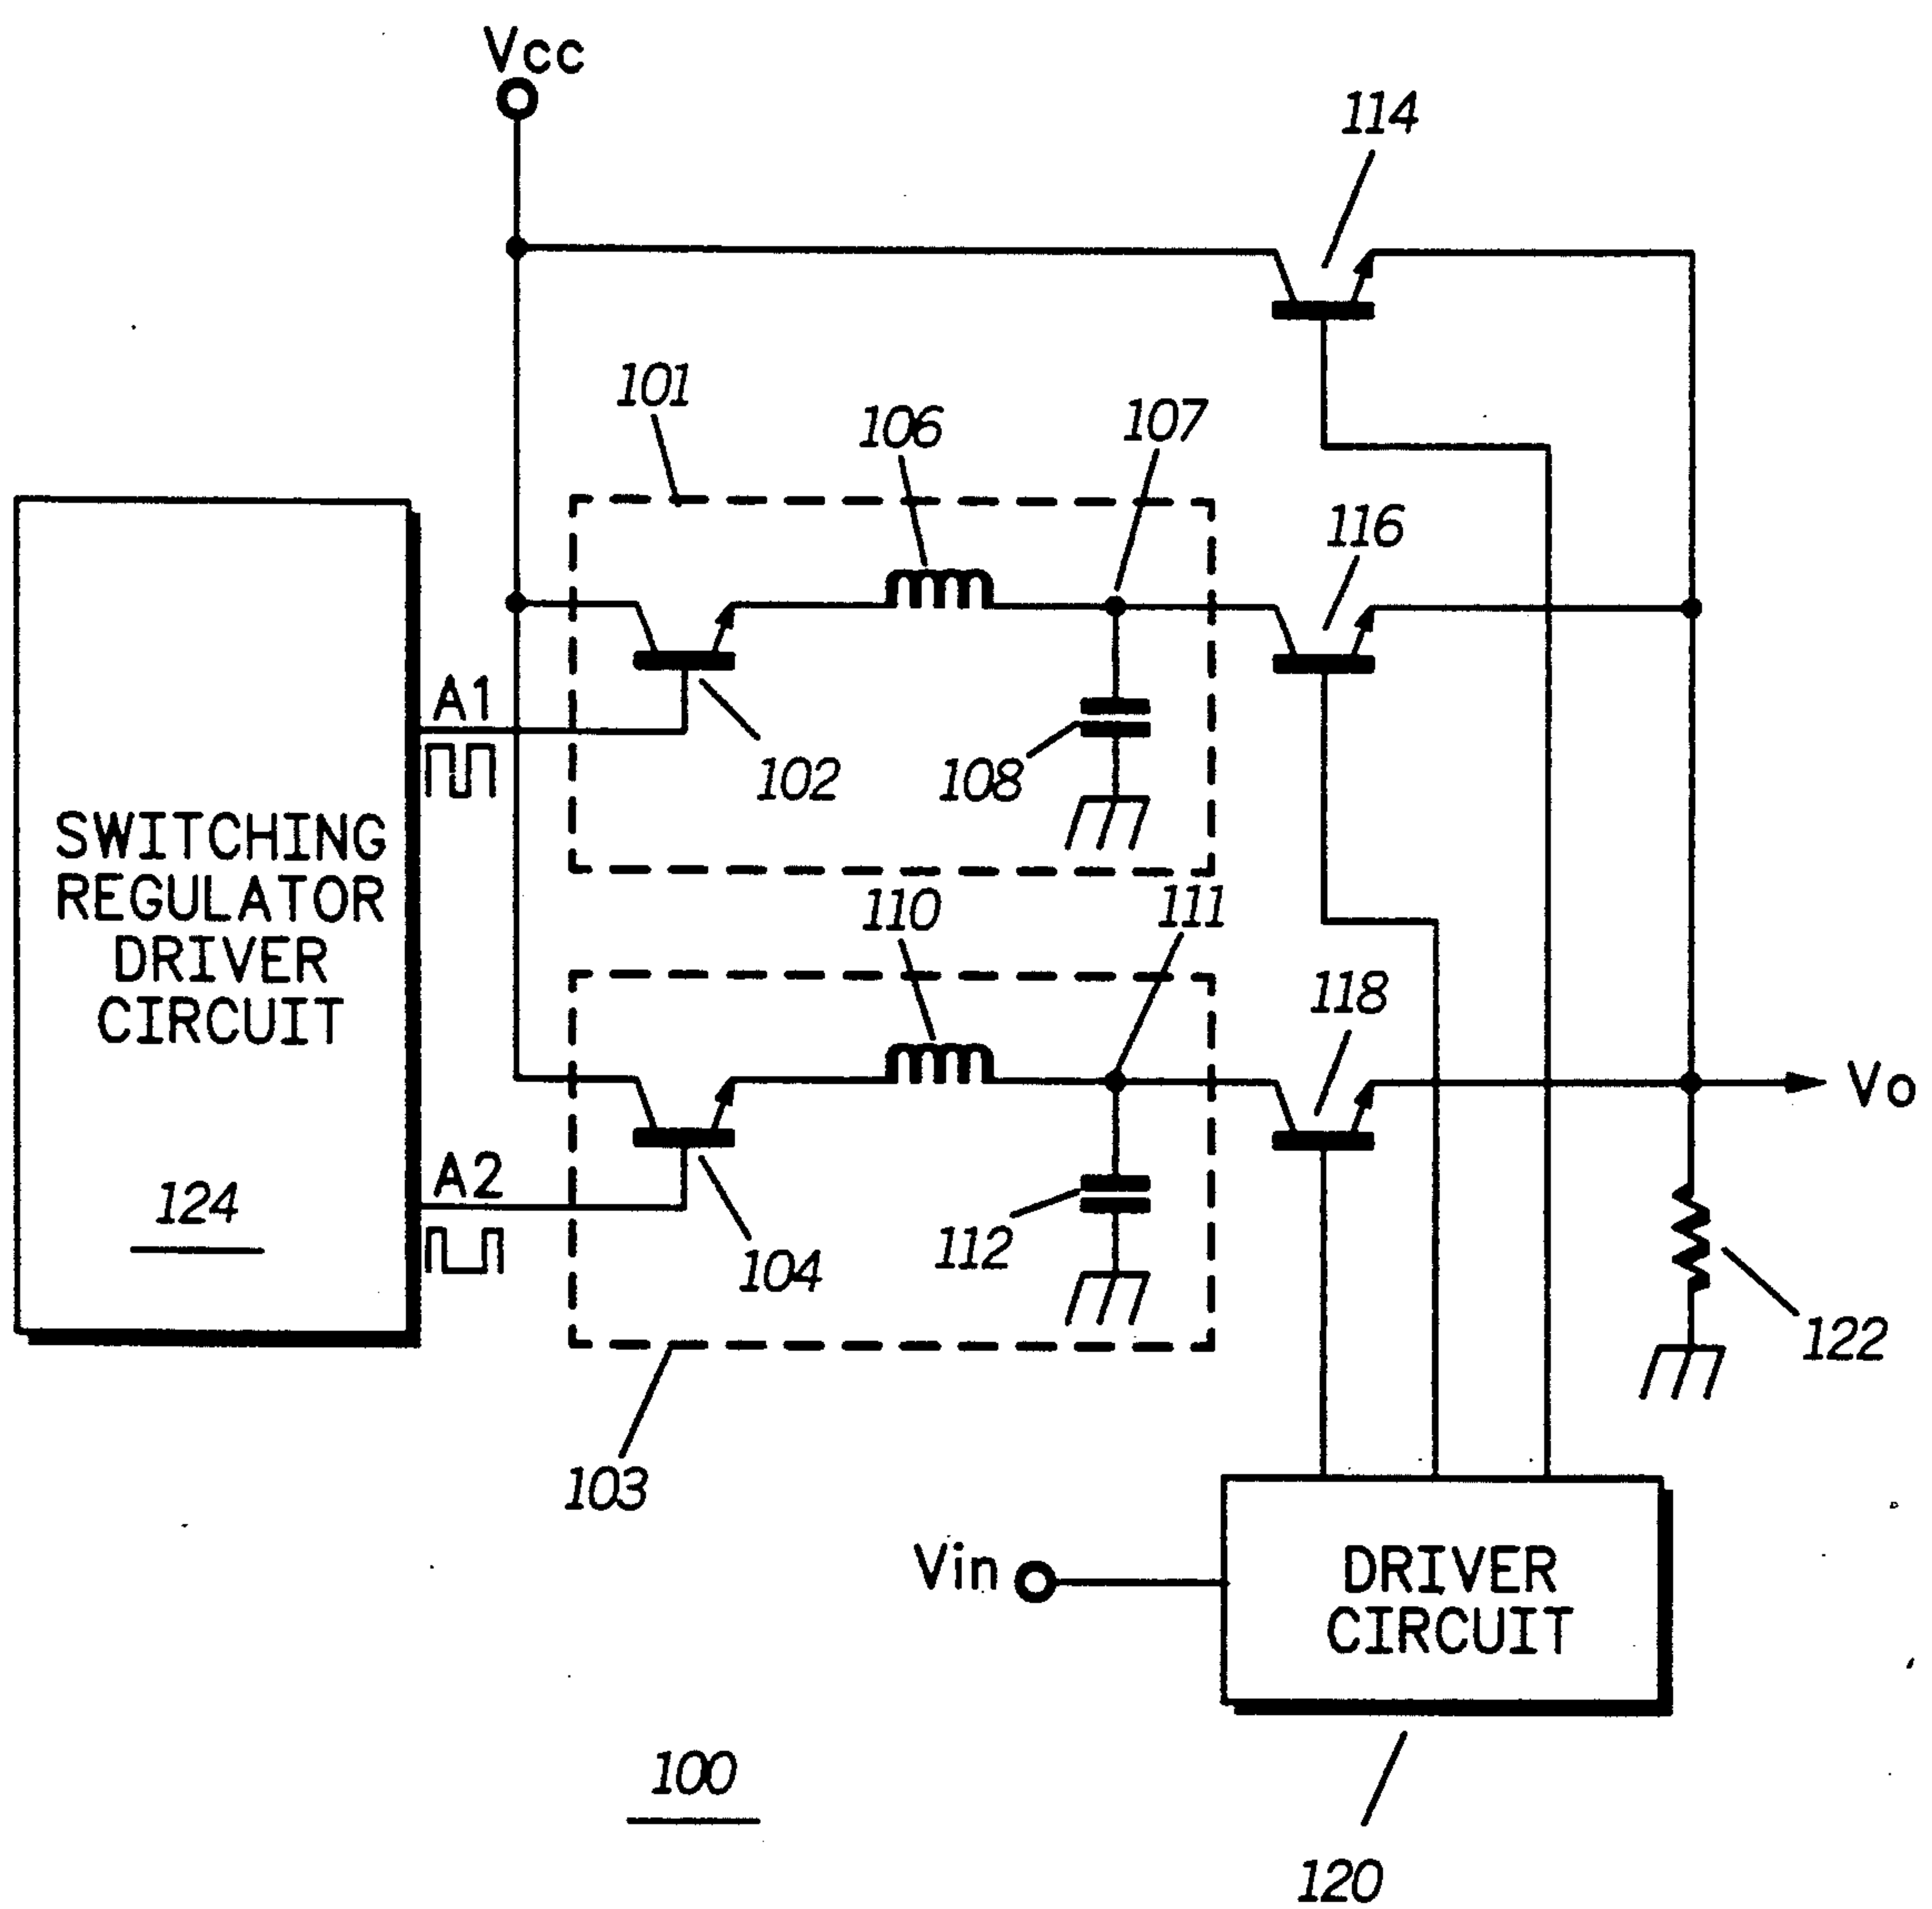 Vcc
114
101
106
107
116
A1
102
108
SWITCHING
REGULATOR
DRIVER
CIRCUIT
124
110
111
118
Vo
A2
104
112
122
103
Vin
DRIVER
CIRCUIT
100
120